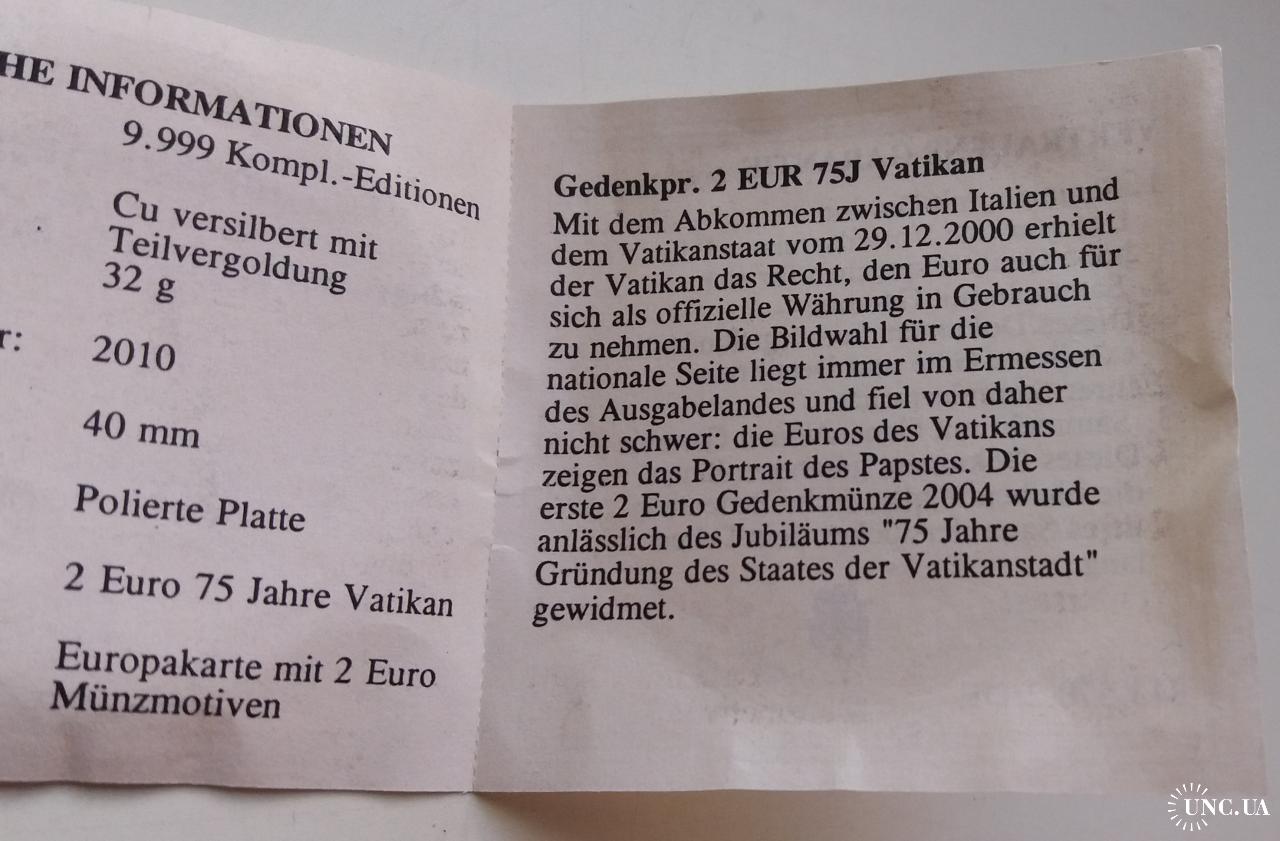 HE INFORMATIONEN
9.999 Kompl.-Editionen
Cu versilbert mit
Teilvergoldung
32 g
r: 2010
40 mm
Polierte Platte
2 Euro 75 Jahre Vatikan
Europakarte mit 2 Euro
Münzmotiven
Gedenkpr. 2 EUR 75J Vatikan
Mit dem Abkommen zwischen Italien und
dem Vatikanstaat vom 29.12.2000 erhielt
der Vatikan das Recht, den Euro auch für
sich als offizielle Währung in Gebrauch
zu nehmen. Die Bildwahl für die
nationale Seite liegt immer im Ermessen
des Ausgabelandes und fiel von daher
nicht schwer: die Euros des Vatikans
zeigen das Portrait des Papstes. Die
erste 2 Euro Gedenkmünze 2004 wurde
anlässlich des Jubiläums "75 Jahre
Gründung des Staates der Vatikanstadt"
gewidmet.
UNC.UA